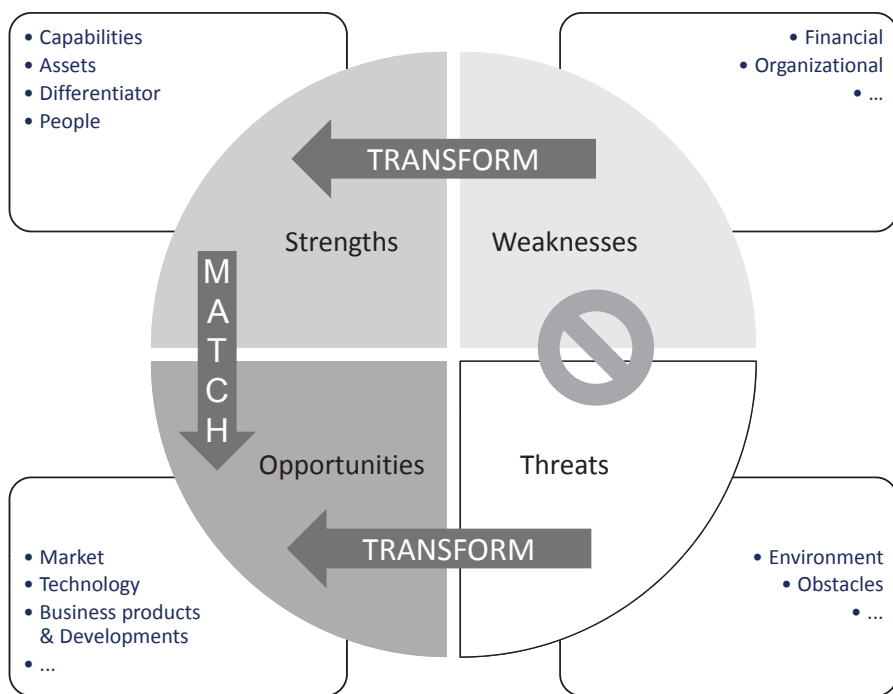 • Capabilities
• Assets
• Differentiator
• People
• Financial
• Organizational
• ...
TRANSFORM
Strengths
Weaknesses
MATCH
Opportunities
Threats
TRANSFORM
• Market
• Technology
• Business products
& Developments
• ...
• Environment
• Obstacles
• ...